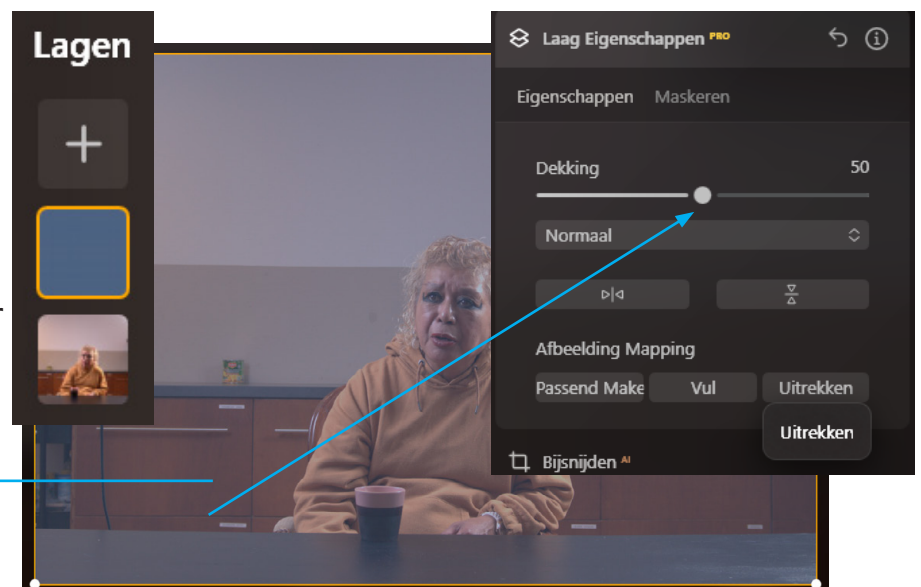 Lagen
Laag Eigenschappen PRO
Eigenschappen Maskeren
Dekking 50
Normaal
Afbeelding Mapping
Passend Make Vul Uitrekken
Uitrekken
Bijsnijden AI